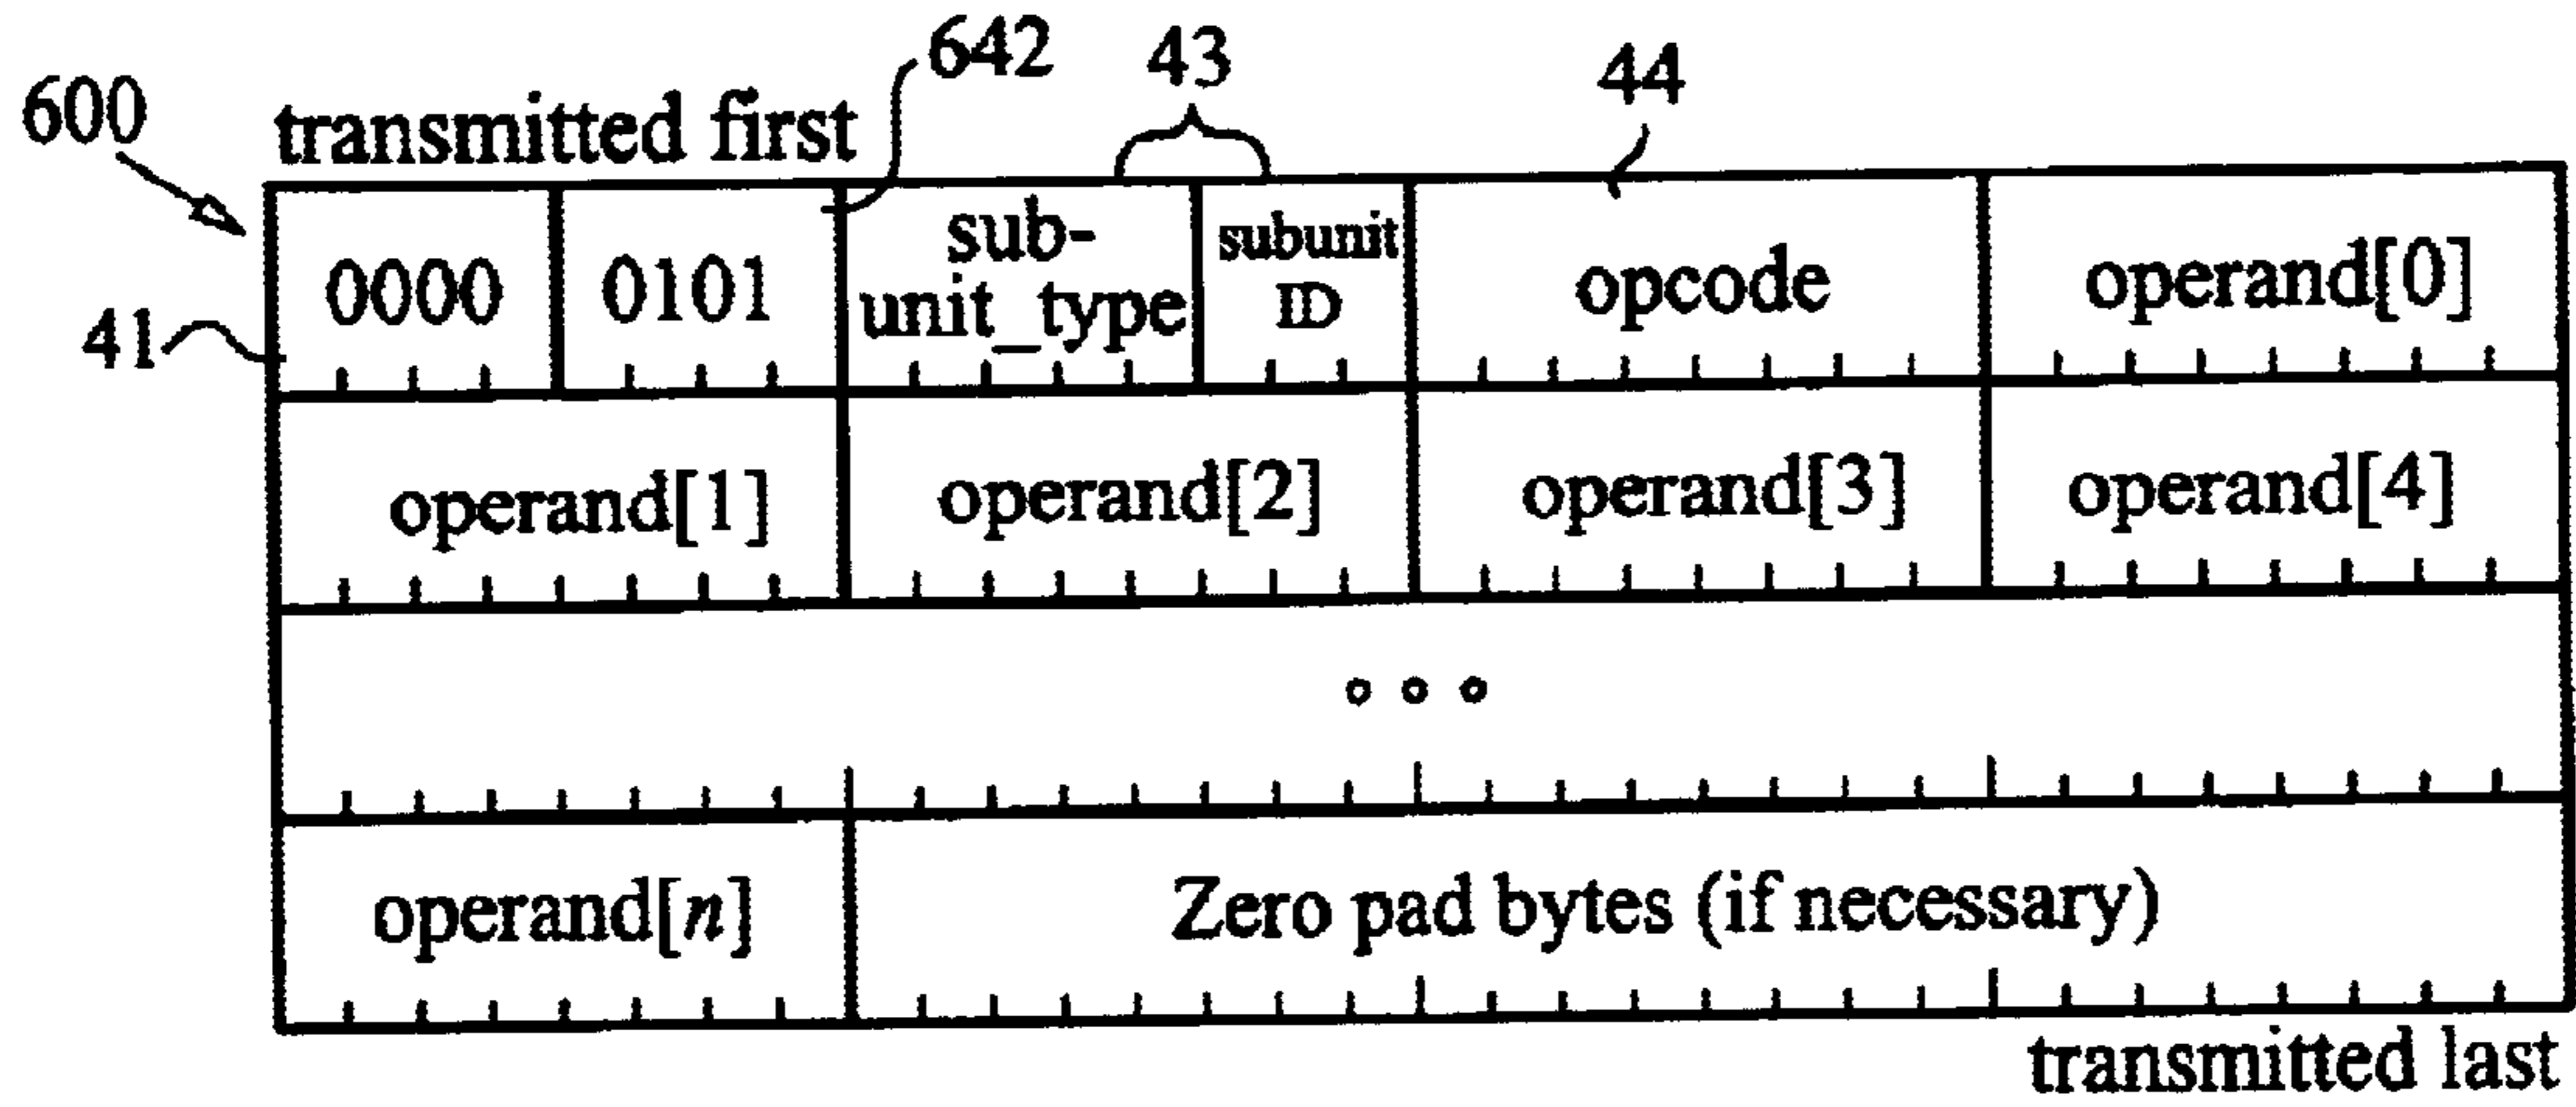 642 43 44
600 transmitted first
0000 0101 sub-unit_type subunit ID opcode operand[0]
41
operand[1] operand[2] operand[3] operand[4]
operand[n] Zero pad bytes (if necessary)
transmitted last